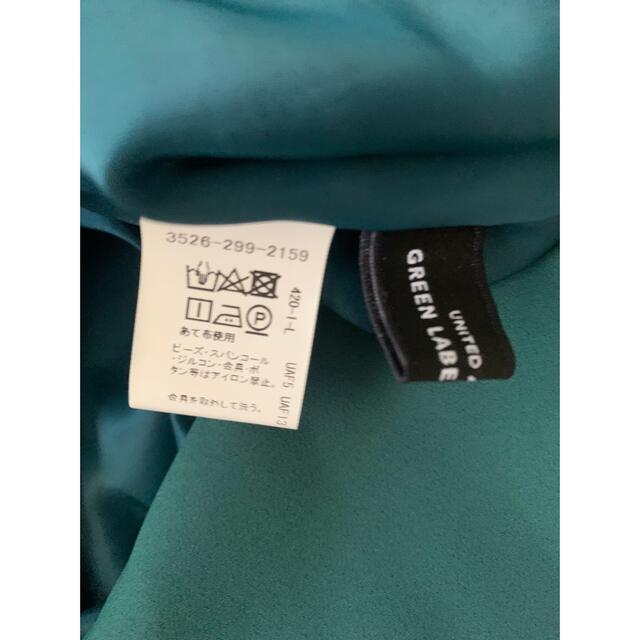 3526-299-2159
あて布使用
ビーズ・スパンコール
・ジルコン・合具・ボ
タン等はアイロン禁止。
合具を取外して洗う。
420-I-L
UAF5 UAF13
UNITED
GREEN LABE